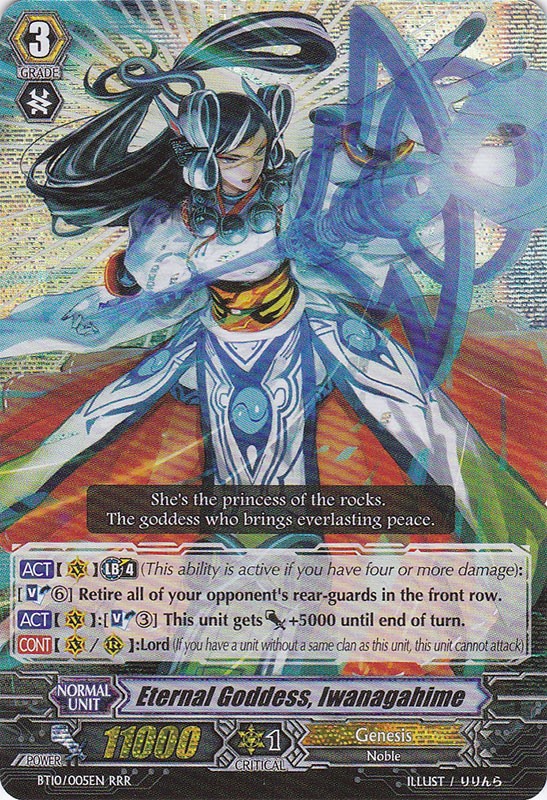 3
GRADE
She's the princess of the rocks.
The goddess who brings everlasting peace.
ACT【 】LB 4 (This ability is active if you have four or more damage):
[V ⑥] Retire all of your opponent's rear-guards in the front row.
ACT【 】:[V ③] This unit gets +5000 until end of turn.
CONT【 / 】:Lord (If you have a unit without a same clan as this unit, this unit cannot attack)
NORMAL UNIT
Eternal Goddess, Iwanagahime
POWER 11000
1 CRITICAL
Genesis
Noble
BT10/005EN RRR
ILLUST / りりんら